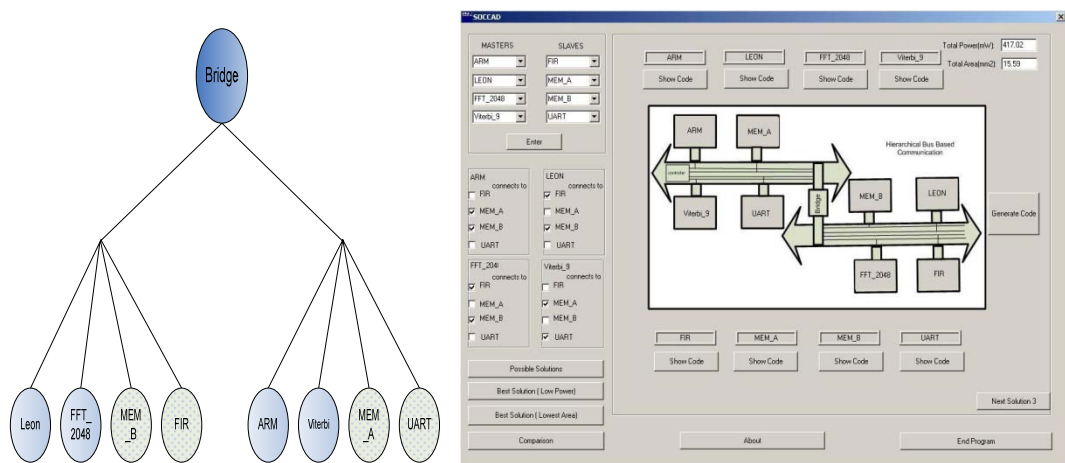 Bridge
Leon
FFT_
2048
MEM
_B
FIR
ARM
Viterbi
MEM
_A
UART
SOCCAD
MASTERS SLAVES
ARM FIR
LEON MEM_A
FFT_2048 MEM_B
Viterbi_9 UART
Enter
ARM
connects to
FIR
MEM_A
MEM_B
UART
LEON
connects to
FIR
MEM_A
MEM_B
UART
FFT_204
connects to
FIR
MEM_A
MEM_B
UART
Viterbi_9
connects to
FIR
MEM_A
MEM_B
UART
Possible Solutions
Best Solution ( Low Power)
Best Solution ( Lowest Area)
Comparison
ARM LEON FFT_2048 Viterbi_9
Show Code Show Code Show Code Show Code
Total Power(mW) 417.02
Total Area(mm2) 15.59
ARM MEM_A
Hierarchical Bus Based
Communication
controller
Viterbi_9 UART
Bridge
MEM_B LEON
FFT_2048 FIR
Generate Code
FIR MEM_A MEM_B UART
Show Code Show Code Show Code Show Code
Next Solution 3
About
End Program